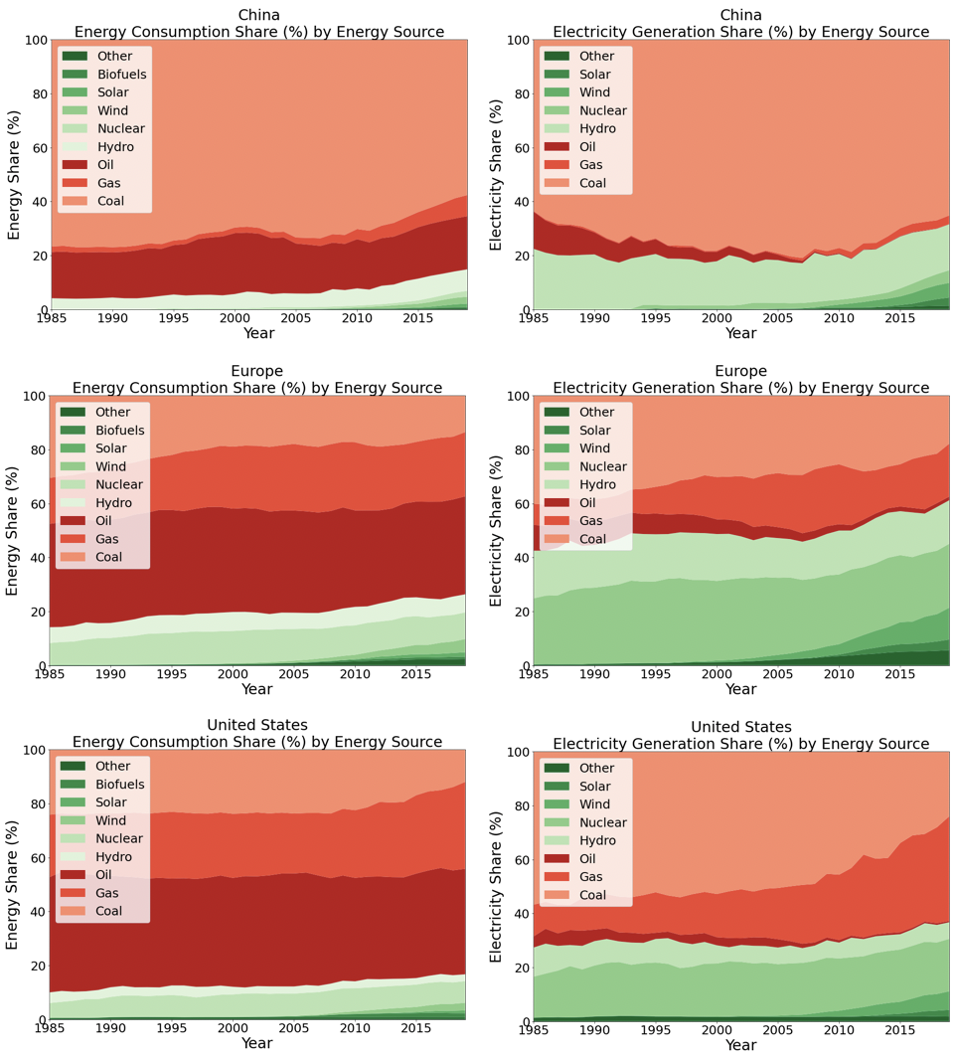 China
Energy Consumption Share (%) by Energy Source
Energy Share (%)
100
80
60
40
20
0
Other
Biofuels
Solar
Wind
Nuclear
Hydro
Oil
Gas
Coal
1985 1990 1995 2000 2005 2010 2015
Year
China
Electricity Generation Share (%) by Energy Source
Electricity Share (%)
100
80
60
40
20
0
Other
Solar
Wind
Nuclear
Hydro
Oil
Gas
Coal
1985 1990 1995 2000 2005 2010 2015
Year
Europe
Energy Consumption Share (%) by Energy Source
Energy Share (%)
100
80
60
40
20
0
Other
Biofuels
Solar
Wind
Nuclear
Hydro
Oil
Gas
Coal
1985 1990 1995 2000 2005 2010 2015
Year
Europe
Electricity Generation Share (%) by Energy Source
Electricity Share (%)
100
80
60
40
20
0
Other
Solar
Wind
Nuclear
Hydro
Oil
Gas
Coal
1985 1990 1995 2000 2005 2010 2015
Year
United States
Energy Consumption Share (%) by Energy Source
Energy Share (%)
100
80
60
40
20
0
Other
Biofuels
Solar
Wind
Nuclear
Hydro
Oil
Gas
Coal
1985 1990 1995 2000 2005 2010 2015
Year
United States
Electricity Generation Share (%) by Energy Source
Electricity Share (%)
100
80
60
40
20
0
Other
Solar
Wind
Nuclear
Hydro
Oil
Gas
Coal
1985 1990 1995 2000 2005 2010 2015
Year